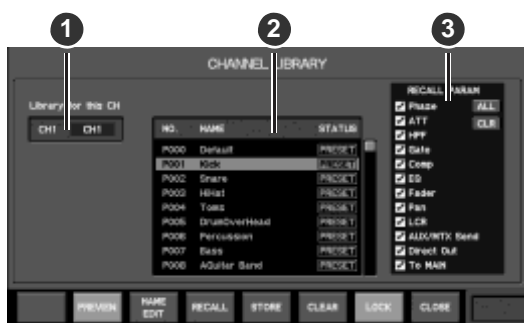 1
2
3
CHANNEL LIBRARY
Library for this CH
CH1 CH1
NO. NAME STATUS
P000 Default PRESET
P001 Kick PRESET
P002 Snare PRESET
P003 HiHat PRESET
P004 Toms PRESET
P005 DrumOverHead PRESET
P006 Percussion PRESET
P007 Bass PRESET
P008 AGuitar Band PRESET
RECALL PARAM
Phase ALL
ATT CLR
HPF
Gate
Comp
EQ
Fader
Pan
LCR
AUX/MTX Send
Direct Out
To MAIN
PREVIEW
NAME EDIT
RECALL
STORE
CLEAR
LOCK
CLOSE